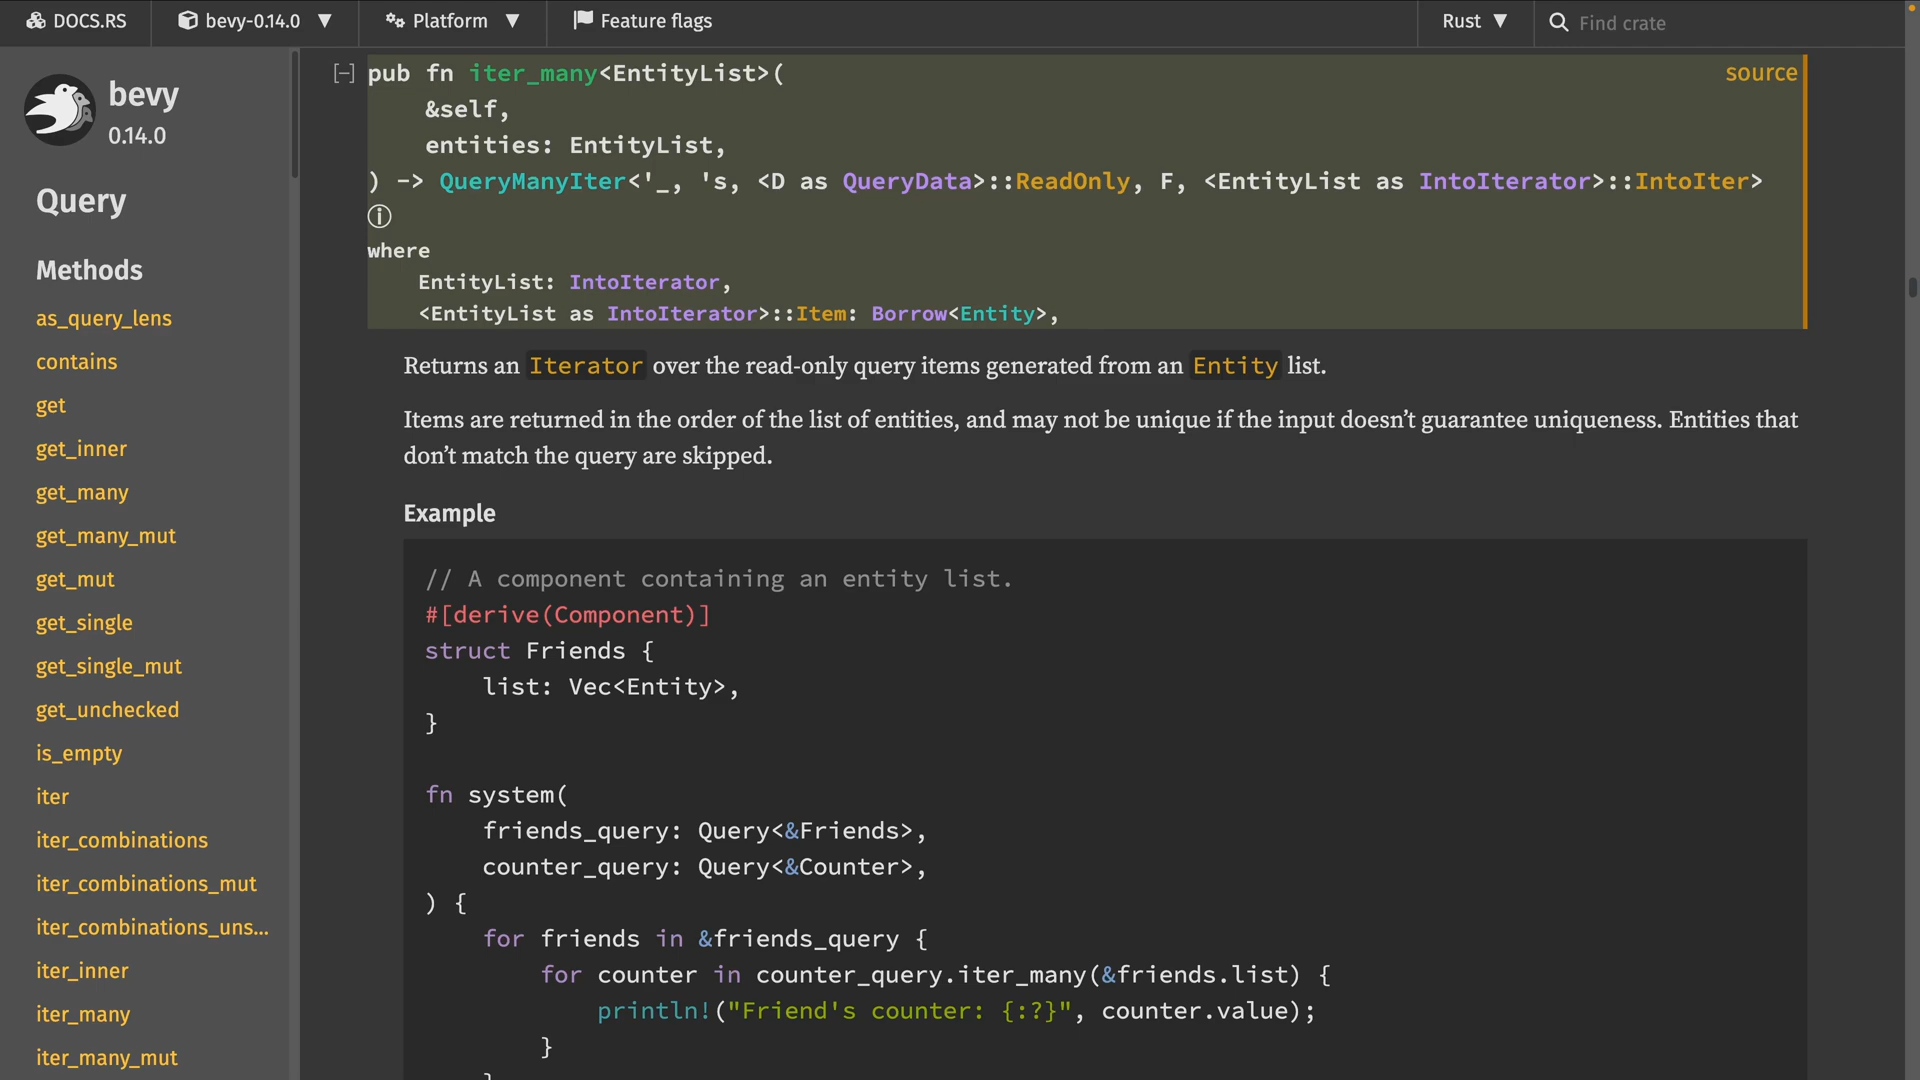 DOCS.RS
bevy-0.14.0 ▼
Platform ▼
Feature flags
Rust ▼
Find crate
bevy
0.14.0
Query
Methods
as_query_lens
contains
get
get_inner
get_many
get_many_mut
get_mut
get_single
get_single_mut
get_unchecked
is_empty
iter
iter_combinations
iter_combinations_mut
iter_combinations_uns...
iter_inner
iter_many
iter_many_mut
[−] pub fn iter_many<EntityList>( source
    &self,
    entities: EntityList,
) -> QueryManyIter<'_, 's, <D as QueryData>::ReadOnly, F, <EntityList as IntoIterator>::IntoIter>
ⓘ
where
    EntityList: IntoIterator,
    <EntityList as IntoIterator>::Item: Borrow<Entity>,
Returns an Iterator over the read-only query items generated from an Entity list.
Items are returned in the order of the list of entities, and may not be unique if the input doesn’t guarantee uniqueness. Entities that
don’t match the query are skipped.
Example
// A component containing an entity list.
#[derive(Component)]
struct Friends {
    list: Vec<Entity>,
}
fn system(
    friends_query: Query<&Friends>,
    counter_query: Query<&Counter>,
) {
    for friends in &friends_query {
        for counter in counter_query.iter_many(&friends.list) {
            println!("Friend's counter: {:?}", counter.value);
        }
    }